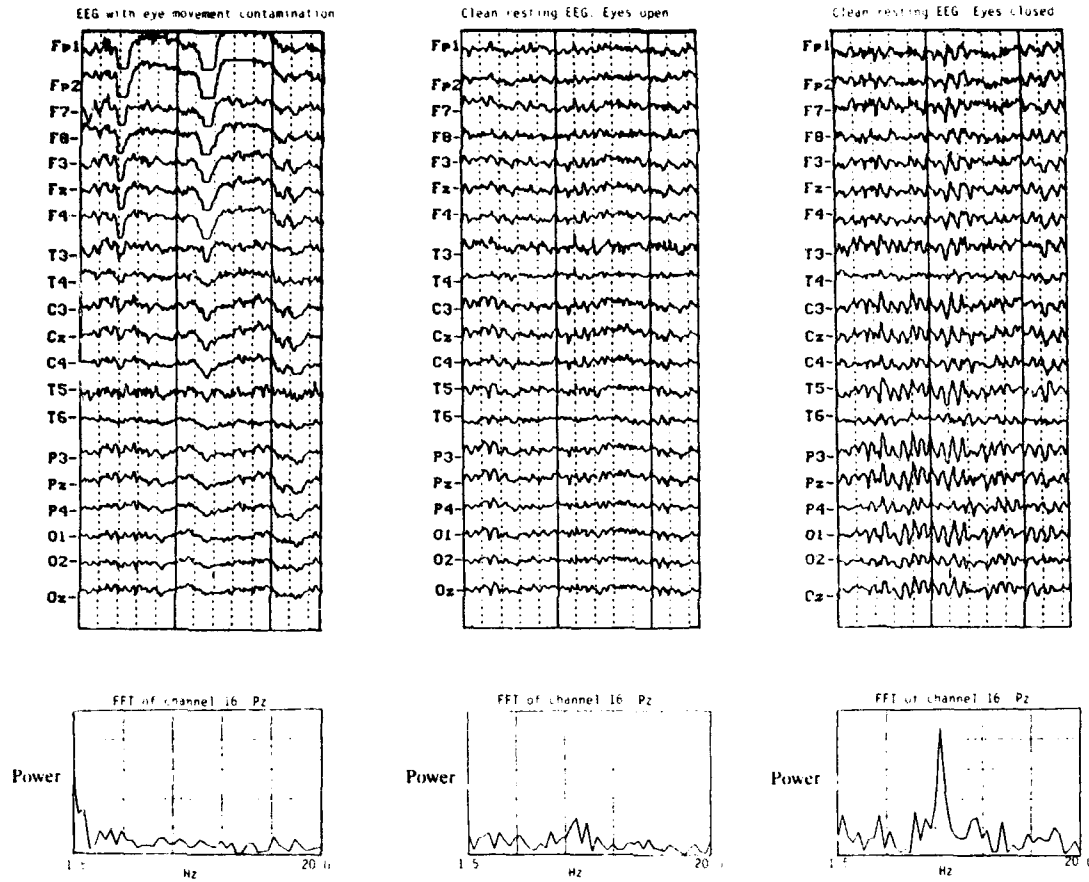 EEG with eye movement contamination
Clean resting EEG. Eyes open
Clean resting EEG. Eyes closed
Fp1
Fp2
F7-
F8-
F3-
Fz-
F4-
T3-
T4-
C3-
Cz-
C4-
T5-
T6-
P3-
Pz-
P4-
O1-
O2-
Oz-
Fp1
Fp2
F7-
F8-
F3-
Fz-
F4-
T3-
T4-
C3-
Cz-
C4-
T5-
T6-
P3-
Pz-
P4-
O1-
O2-
Oz-
Fp1
Fp2
F7-
F8-
F3-
Fz-
F4-
T3-
T4-
C3-
Cz-
C4-
T5-
T6-
P3-
Pz-
P4-
O1-
O2-
FFT of channel 16 Pz
Power
1.5
Hz
FFT of channel 16 Pz
Power
1.5
Hz
FFT of channel 16 Pz
Power
Hz